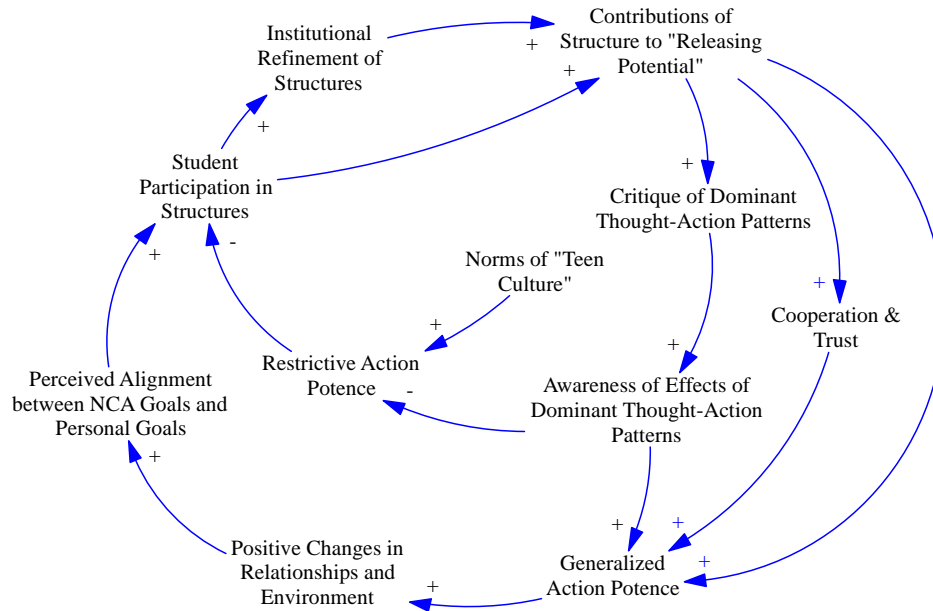 Contributions of
Structure to "Releasing
Potential"
Institutional
Refinement of
Structures
+
+
+
Student
Participation in
Structures
+
Critique of Dominant
Thought-Action Patterns
+
-
Norms of "Teen
Culture"
+
Cooperation &
Trust
+
+
Restrictive Action
Potence
-
Perceived Alignment
between NCA Goals and
Personal Goals
Awareness of Effects of
Dominant Thought-Action
Patterns
+
+
+
+
Positive Changes in
Relationships and
Environment
+
Generalized
Action Potence